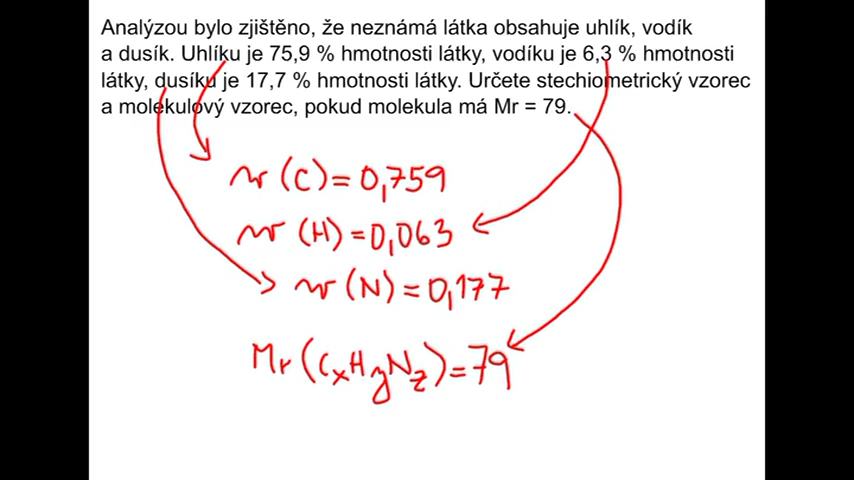 Analýzou bylo zjištěno, že neznámá látka obsahuje uhlík, vodík
a dusík. Uhlíku je 75,9 % hmotnosti látky, vodíku je 6,3 % hmotnosti
látky, dusíku je 17,7 % hmotnosti látky. Určete stechiometrický vzorec
a molekulový vzorec, pokud molekula má Mr = 79.
w (C) = 0,759
w (H) = 0,063
w (N) = 0,177
Mr (CxHyNz) = 79